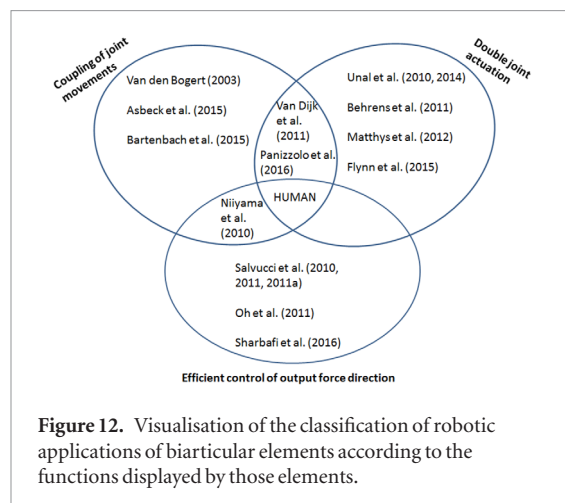 Coupling of joint
movements
Double joint
actuation
Van den Bogert (2003)
Asbeck et al. (2015)
Bartenbach et al. (2015)
Van Dijk
et al.
(2011)
Panizzolo et al.
(2016)
Unal et al. (2010, 2014)
Behrens et al. (2011)
Matthys et al. (2012)
Flynn et al. (2015)
HUMAN
Niiyama
et al.
(2010)
Salvucci et al. (2010,
2011, 2011a)
Oh et al. (2011)
Sharbafi et al. (2016)
Efficient control of output force direction
Figure 12. Visualisation of the classification of robotic
applications of biarticular elements according to the
functions displayed by those elements.